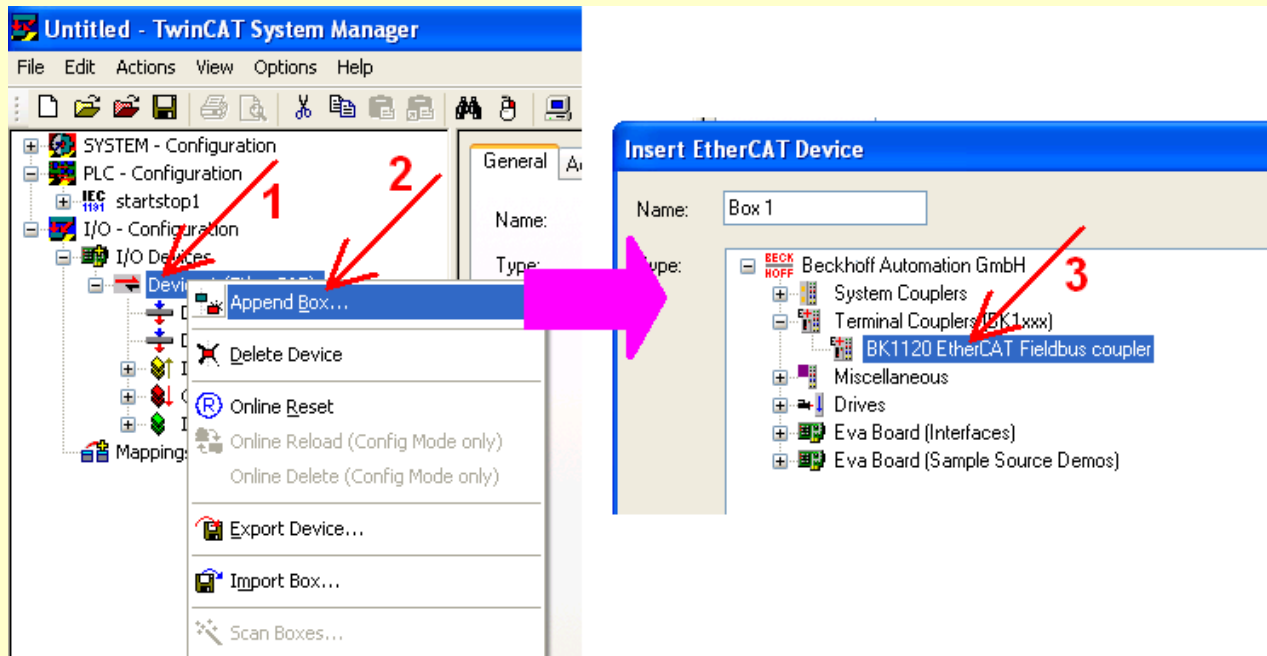 Untitled - TwinCAT System Manager
File Edit Actions View Options Help
SYSTEM - Configuration
PLC - Configuration
IEC
1131
startstop1
I/O - Configuration
I/O Devices
Mappings
1
2
General
Name:
Type:
Append Box...
Delete Device
Online Reset
Online Reload (Config Mode only)
Online Delete (Config Mode only)
Export Device...
Import Box...
Scan Boxes...
Insert EtherCAT Device
Name: Box 1
BECK
HOFF
Beckhoff Automation GmbH
System Couplers
Terminal Couplers (BK1xxx)
BK1120 EtherCAT Fieldbus coupler
Miscellaneous
Drives
Eva Board (Interfaces)
Eva Board (Sample Source Demos)
3